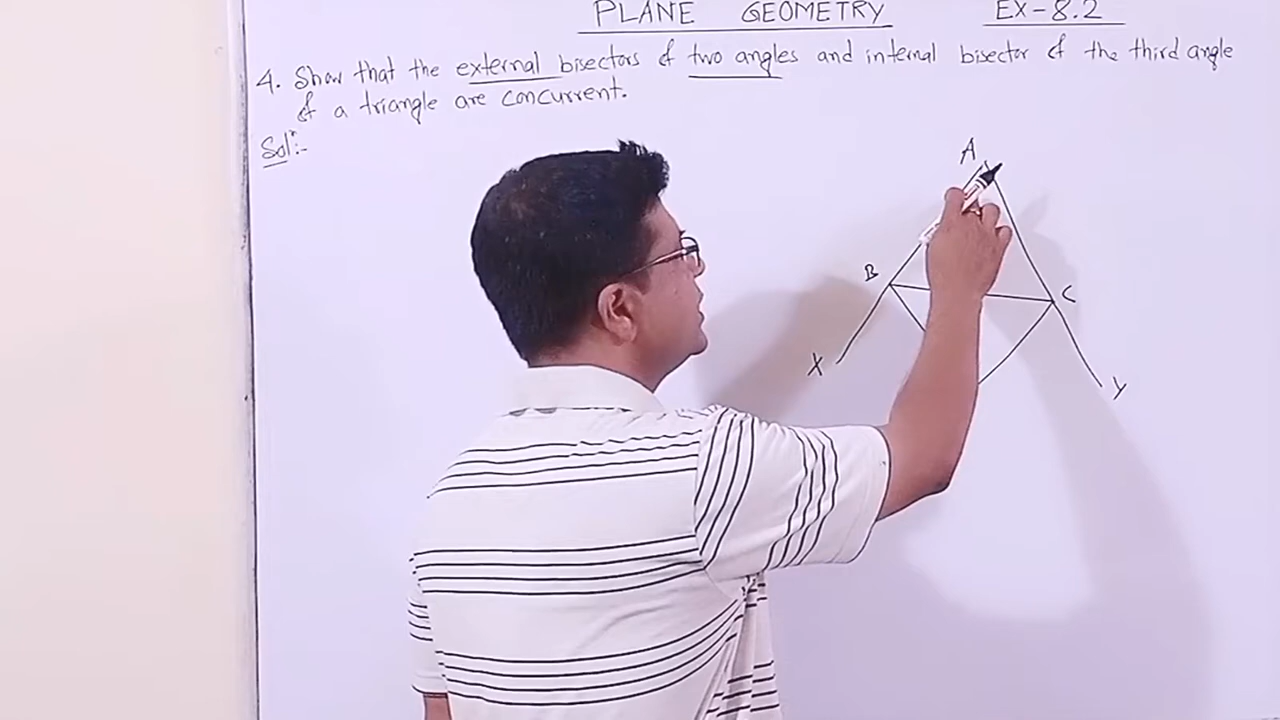 PLANE GEOMETRY EX-8.2
4. Show that the external bisectors of two angles and internal bisector of the third angle
of a triangle are concurrent.
Solⁿ:-
A
B
C
X
Y